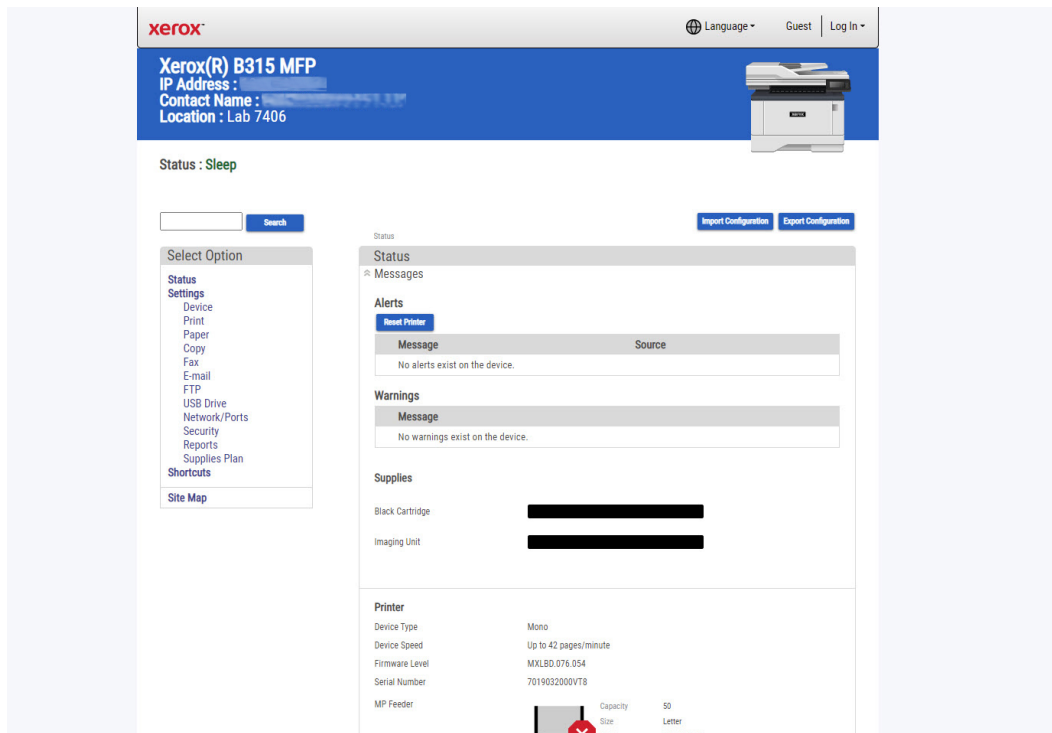 xerox
Language
Guest
Log In
Xerox(R) B315 MFP
IP Address :
Contact Name :
Location : Lab 7406
xerox
Status : Sleep
Search
Import Configuration
Export Configuration
Status
Select Option
Status
Settings
Device
Print
Paper
Copy
Fax
E-mail
FTP
USB Drive
Network/Ports
Security
Reports
Supplies Plan
Shortcuts
Site Map
Status
Messages
Alerts
Reset Printer
Message Source
No alerts exist on the device.
Warnings
Message
No warnings exist on the device.
Supplies
Black Cartridge
Imaging Unit
Printer
Device Type Mono
Device Speed Up to 42 pages/minute
Firmware Level MXLBD.076.054
Serial Number 7019032000VT8
MP Feeder Capacity 50
Size Letter